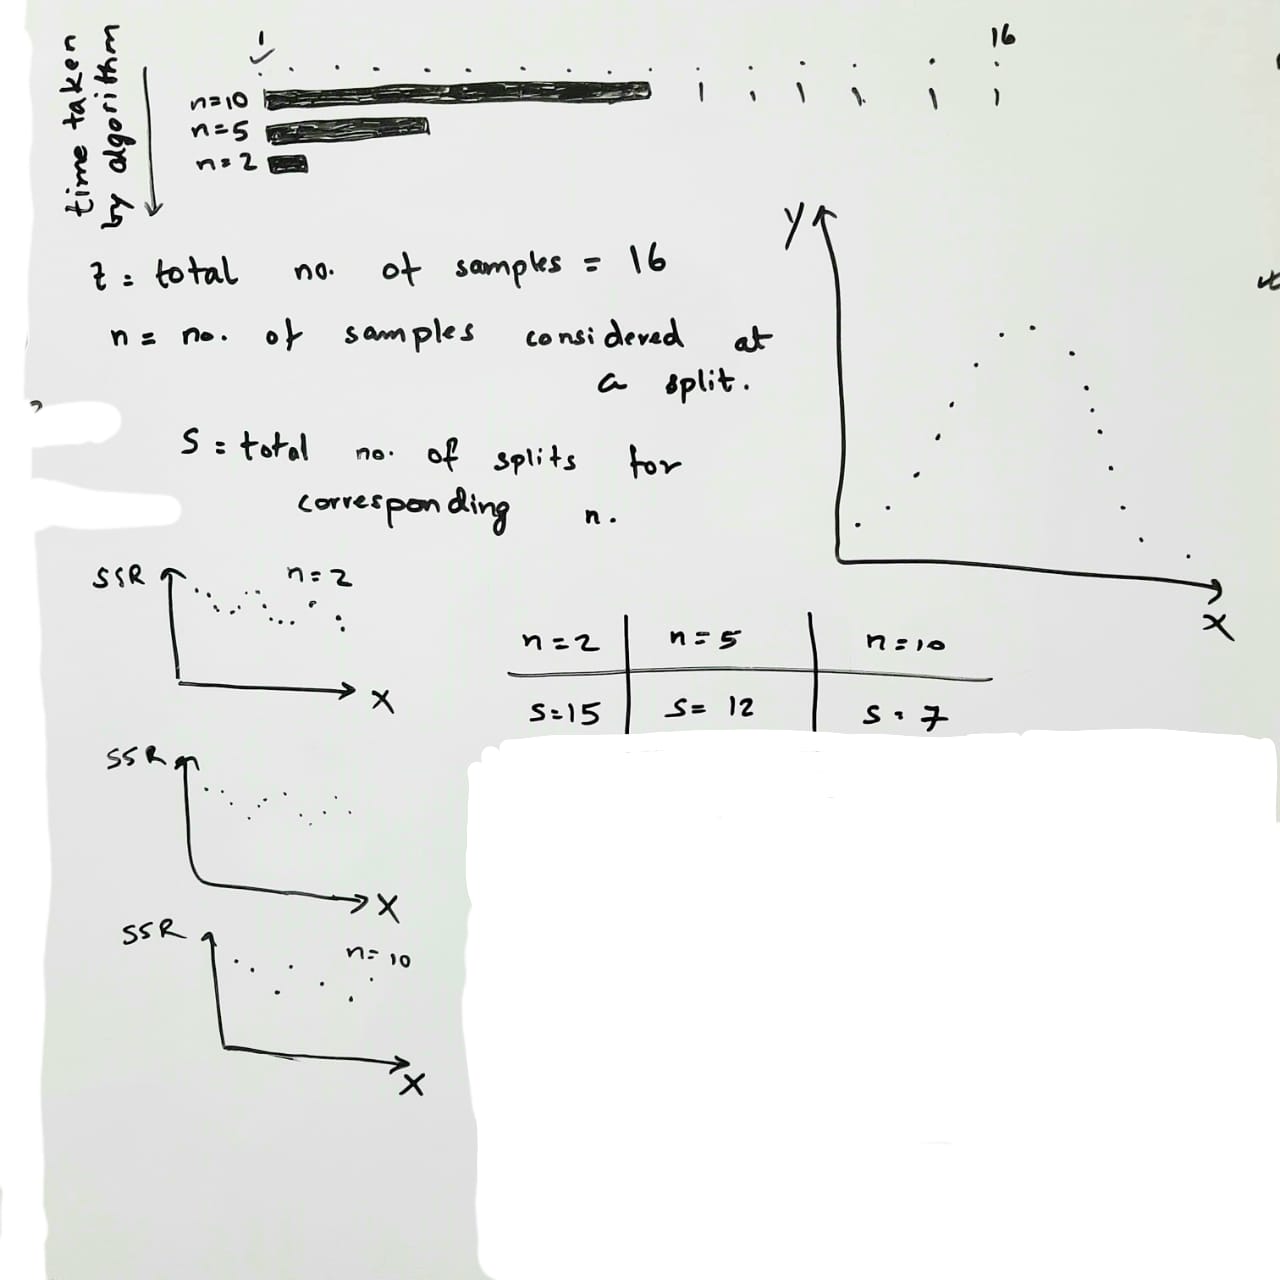 time taken
by algorithm
1
16
n=10
n=5
n=2
z = total no. of samples = 16
n = no. of samples considered at
a split.
S = total no. of splits for
corresponding n.
Y
X
SSR
n=2
X
n=2
n=5
n=10
S=15
S= 12
S = 7
SSR
X
SSR
n= 10
X